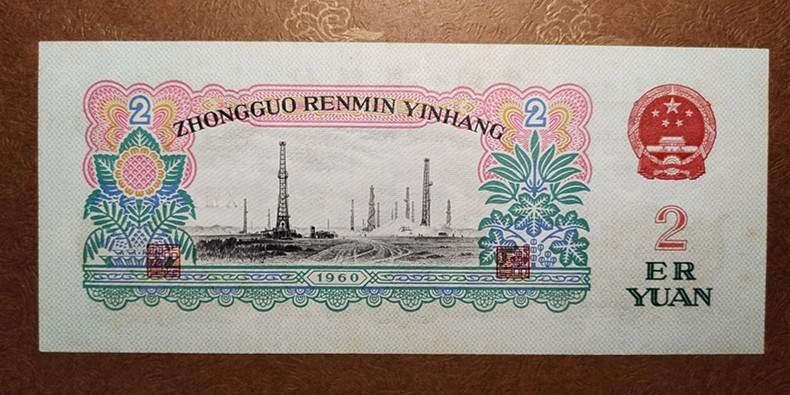 2
ZHONGGUO RENMIN YINHANG
2
1960
2
ER
YUAN